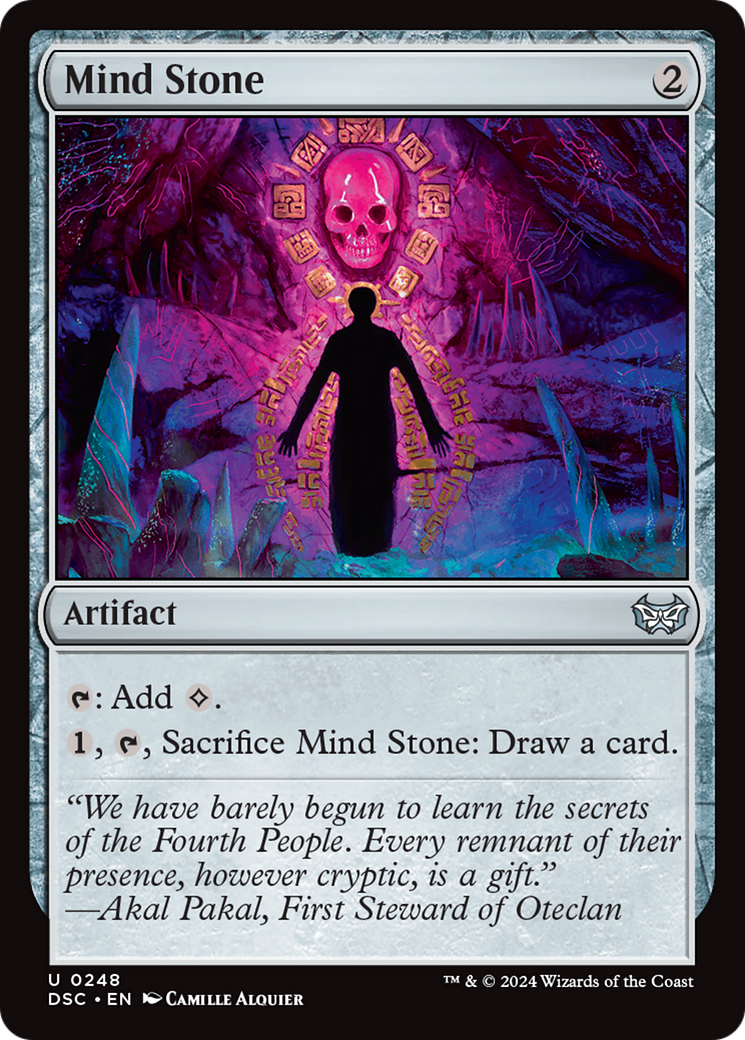 Mind Stone 2
Artifact
: Add .
1, , Sacrifice Mind Stone: Draw a card.
“We have barely begun to learn the secrets
of the Fourth People. Every remnant of their
presence, however cryptic, is a gift.”
—Akal Pakal, First Steward of Oteclan
U 0248
DSC • EN Camille Alquier
™ & © 2024 Wizards of the Coast